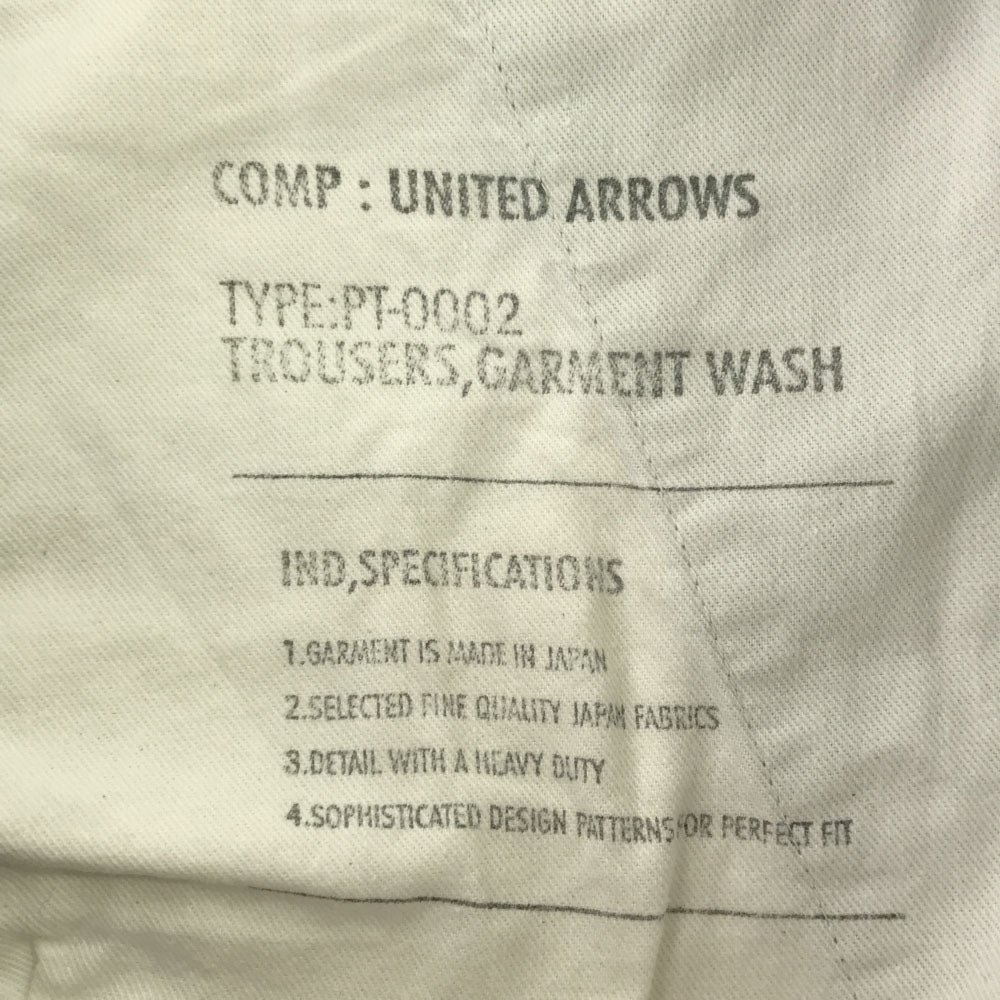 COMP : UNITED ARROWS
TYPE:PT-0002
TROUSERS,GARMENT WASH
IND,SPECIFICATIONS
1.GARMENT IS MADE IN JAPAN
2.SELECTED FINE QUALITY JAPAN FABRICS
3.DETAIL WITH A HEAVY DUTY
4.SOPHISTICATED DESIGN PATTERNS FOR PERFECT FIT